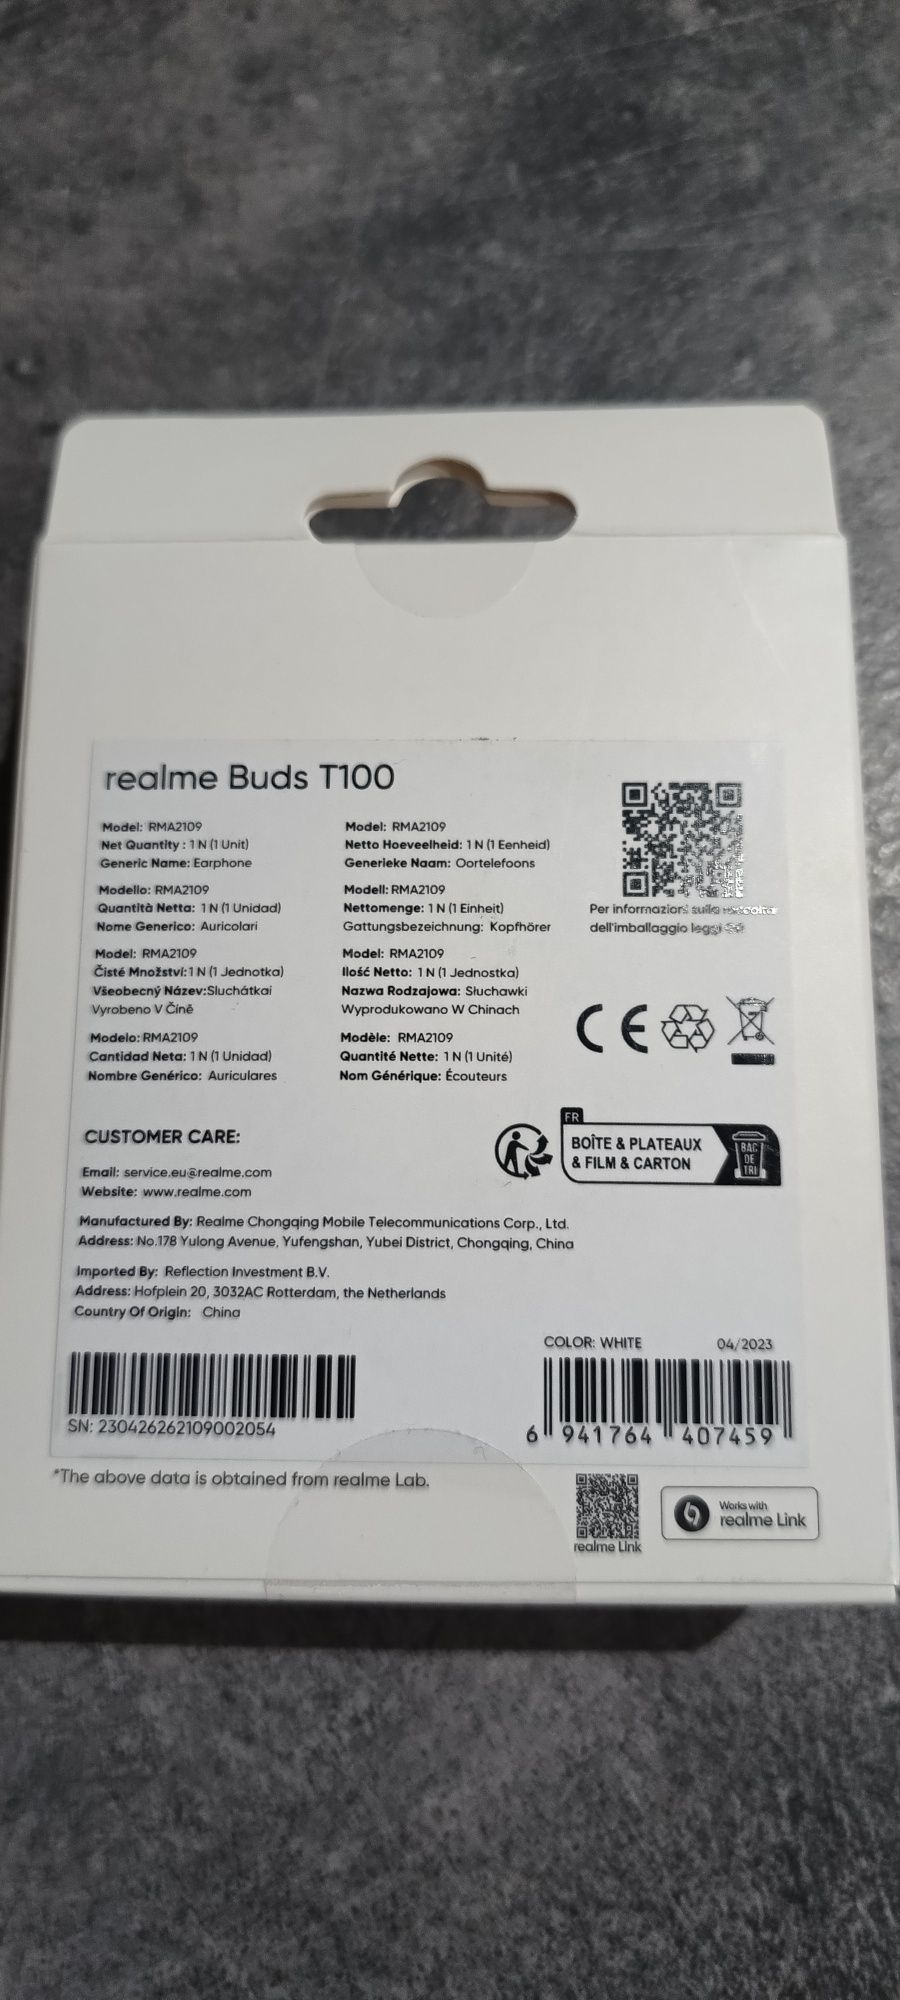 realme Buds T100
Model: RMA2109
Net Quantity : 1 N (1 Unit)
Generic Name: Earphone
Modello: RMA2109
Quantità Netta: 1 N (1 Unidad)
Nome Generico: Auricolari
Model: RMA2109
Čisté Množství:1 N (1 Jednotka)
Všeobecný Název:Sluchátkai
Vyrobeno V Číně
Modelo: RMA2109
Cantidad Neta: 1 N (1 Unidad)
Nombre Genérico: Auriculares
Model: RMA2109
Netto Hoeveelheid: 1 N (1 Eenheid)
Generieke Naam: Oortelefoons
Modell: RMA2109
Nettomenge: 1 N (1 Einheit)
Gattungsbezeichnung: Kopfhörer
Model: RMA2109
Ilość Netto: 1 N (1 Jednostka)
Nazwa Rodzajowa: Słuchawki
Wyprodukowano W Chinach
Modèle: RMA2109
Quantité Nette: 1 N (1 Unité)
Nom Générique: Écouteurs
Per informazioni sulla
dell'imballaggio leggi
CE
FR
BOÎTE & PLATEAUX
& FILM & CARTON
BAC
DE
TRI
CUSTOMER CARE:
Email: service.eu@realme.com
Website: www.realme.com
Manufactured By: Realme Chongqing Mobile Telecommunications Corp., Ltd.
Address: No.178 Yulong Avenue, Yufengshan, Yubei District, Chongqing, China
Imported By: Reflection Investment B.V.
Address: Hofplein 20, 3032AC Rotterdam, the Netherlands
Country Of Origin: China
COLOR: WHITE 04/2023
SN: 230426262109002054
6 941764 407459
*The above data is obtained from realme Lab.
realme Link
Works with
realme Link